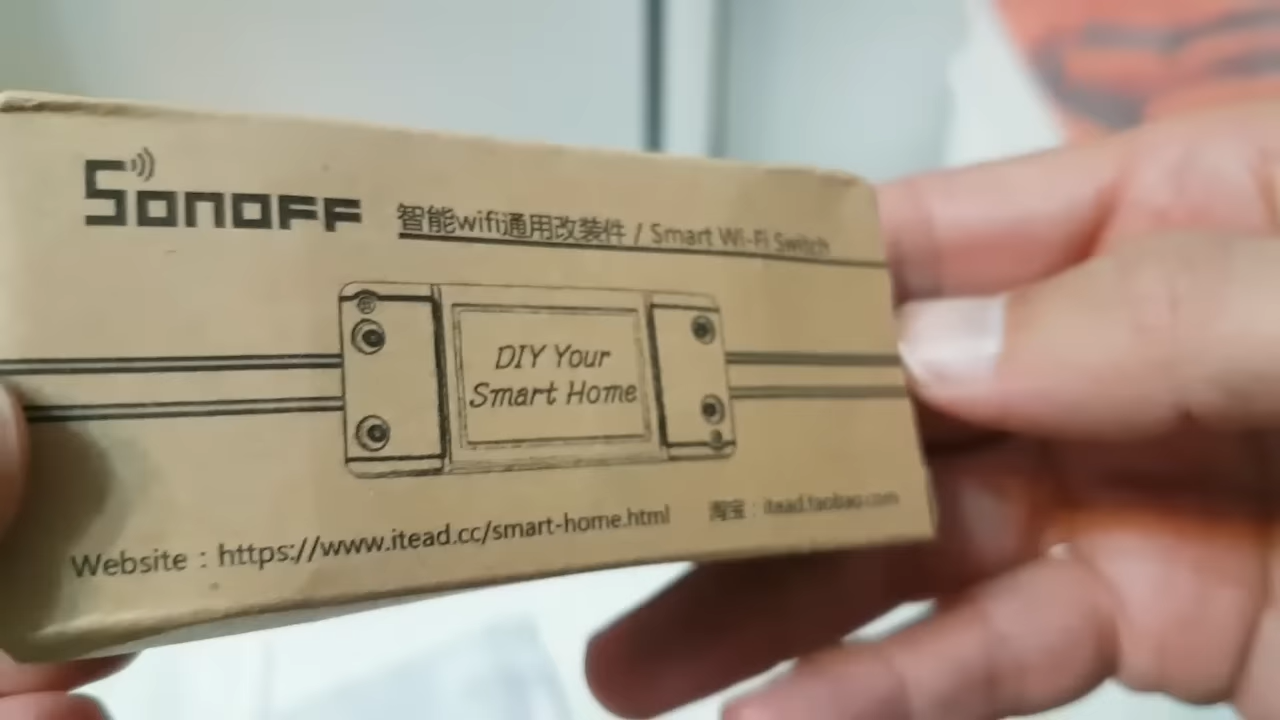 SONOFF
智能wifi通用改装件 / Smart Wi-Fi Switch
DIY Your
Smart Home
Website：https://www.itead.cc/smart-home.html
淘宝：itead.taobao.com